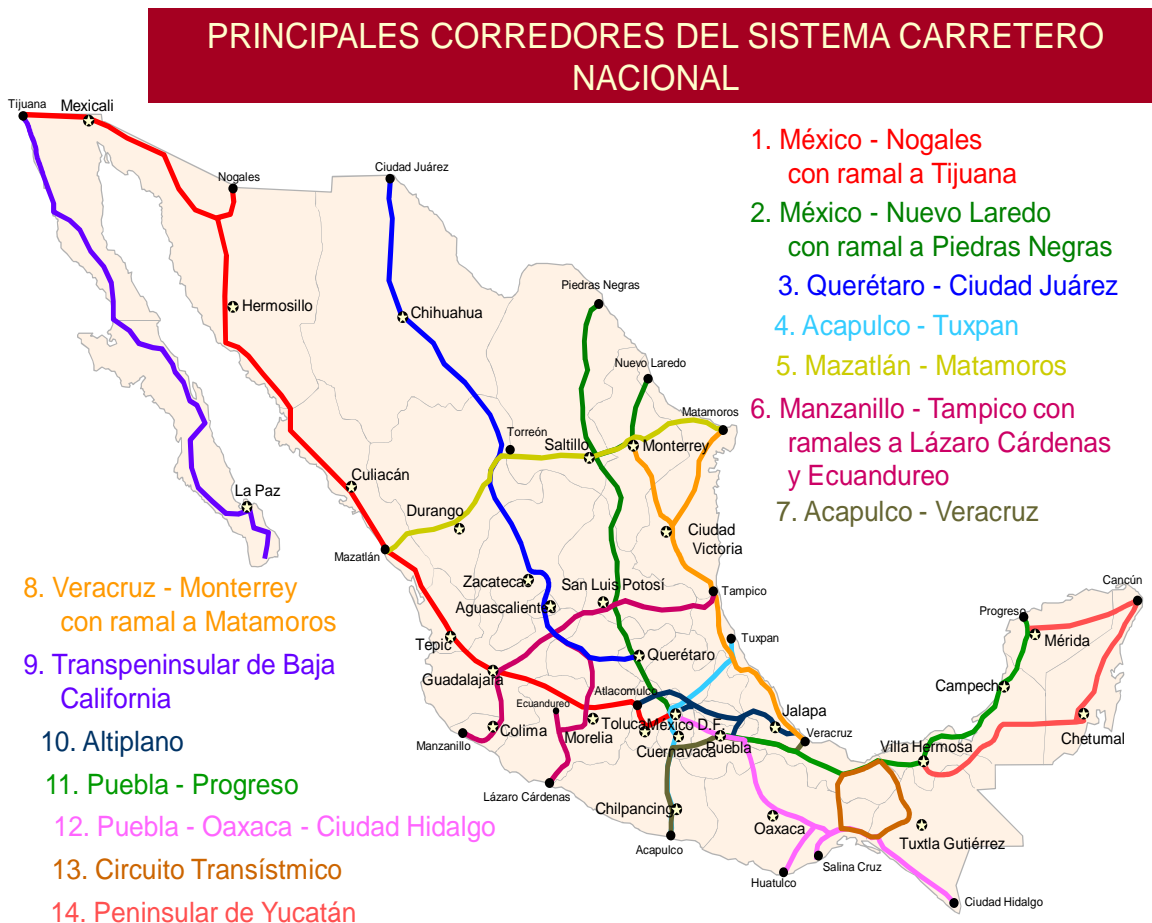 PRINCIPALES CORREDORES DEL SISTEMA CARRETERO
NACIONAL
1. México - Nogales
con ramal a Tijuana
2. México - Nuevo Laredo
con ramal a Piedras Negras
3. Querétaro - Ciudad Juárez
4. Acapulco - Tuxpan
5. Mazatlán - Matamoros
6. Manzanillo - Tampico con
ramales a Lázaro Cárdenas
y Ecuandureo
7. Acapulco - Veracruz
8. Veracruz - Monterrey
con ramal a Matamoros
9. Transpeninsular de Baja
California
10. Altiplano
11. Puebla - Progreso
12. Puebla - Oaxaca - Ciudad Hidalgo
13. Circuito Transístmico
14. Peninsular de Yucatán
Tijuana
Mexicali
Nogales
Ciudad Juárez
Hermosillo
Chihuahua
Piedras Negras
Nuevo Laredo
Matamoros
Torreón
Saltillo
Monterrey
Culiacán
La Paz
Durango
Ciudad
Victoria
Mazatlán
Zacateca
San Luis Potosí
Aguascaliente
Tampico
Tuxpan
Tepic
Querétaro
Guadalajara
Atlacomulco
Ecuandureo
Toluca
México D.F.
Jalapa
Colima
Morelia
Manzanillo
Cuernavaca
Puebla
Veracruz
Lázaro Cárdenas
Chilpancing
Acapulco
Oaxaca
Huatulco
Salina Cruz
Tuxtla Gutiérrez
Ciudad Hidalgo
Villa Hermosa
Chetumal
Campech
Mérida
Progreso
Cancún